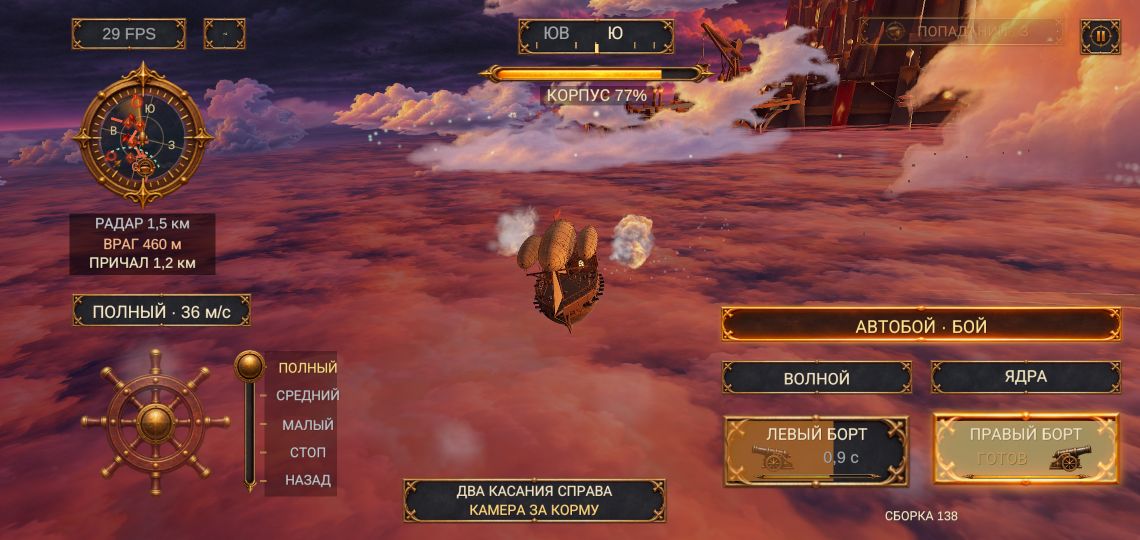 29 FPS
ЮВ Ю
ПОПАДАНИЙ: 3
КОРПУС 77%
Ю
В
З
РАДАР 1,5 км
ВРАГ 460 м
ПРИЧАЛ 1,2 км
ПОЛНЫЙ · 36 м/с
ПОЛНЫЙ
СРЕДНИЙ
МАЛЫЙ
СТОП
НАЗАД
АВТОБОЙ · БОЙ
ВОЛНОЙ
ЯДРА
ЛЕВЫЙ БОРТ
0,9 с
ПРАВЫЙ БОРТ
ГОТОВ
ДВА КАСАНИЯ СПРАВА
КАМЕРА ЗА КОРМУ
СБОРКА 138